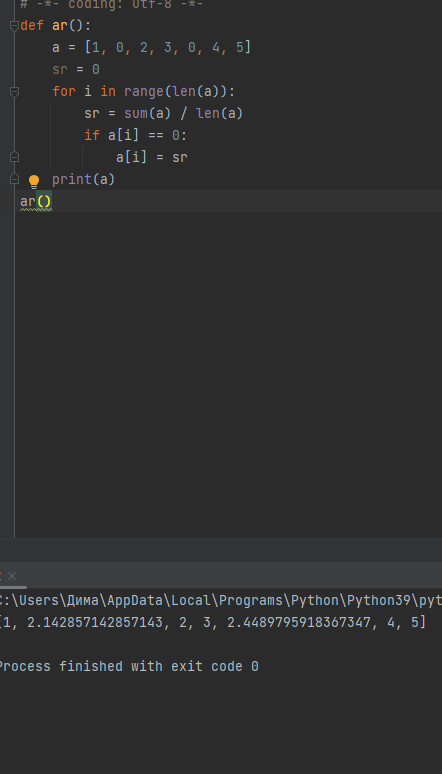 # -*- coding: utf-8 -*-
def ar():
    a = [1, 0, 2, 3, 0, 4, 5]
    sr = 0
    for i in range(len(a)):
        sr = sum(a) / len(a)
        if a[i] == 0:
            a[i] = sr
    print(a)
ar()
C:\Users\Дима\AppData\Local\Programs\Python\Python39\pyt
[1, 2.142857142857143, 2, 3, 2.4489795918367347, 4, 5]
Process finished with exit code 0